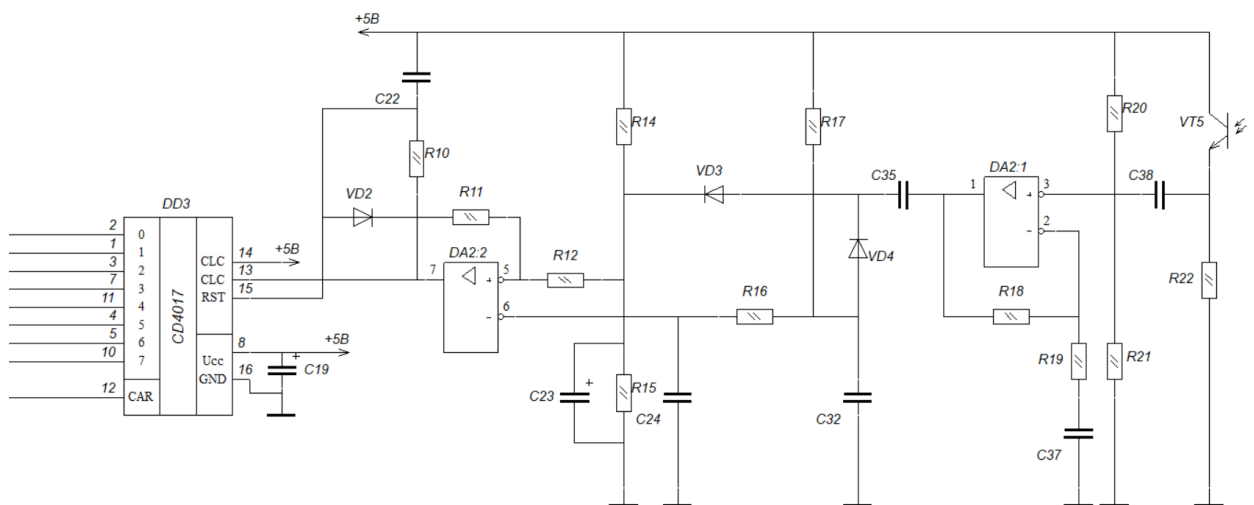 +5В
C22
R10
R14
R17
R20
VT5
VD3
C35
DA2:1
1
3
2
C38
VD2
R11
DD3
VD4
R22
2
1
3
7
11
4
5
10
12
0
1
2
3
4
5
6
7
CAR
CD4017
CLC
CLC
RST
Ucc
GND
14
+5В
13
15
8
+5В
16
C19
DA2:2
7
5
6
+
-
R12
R16
R18
R19
R21
C23
+
R15
C24
C32
C37
+
-
+